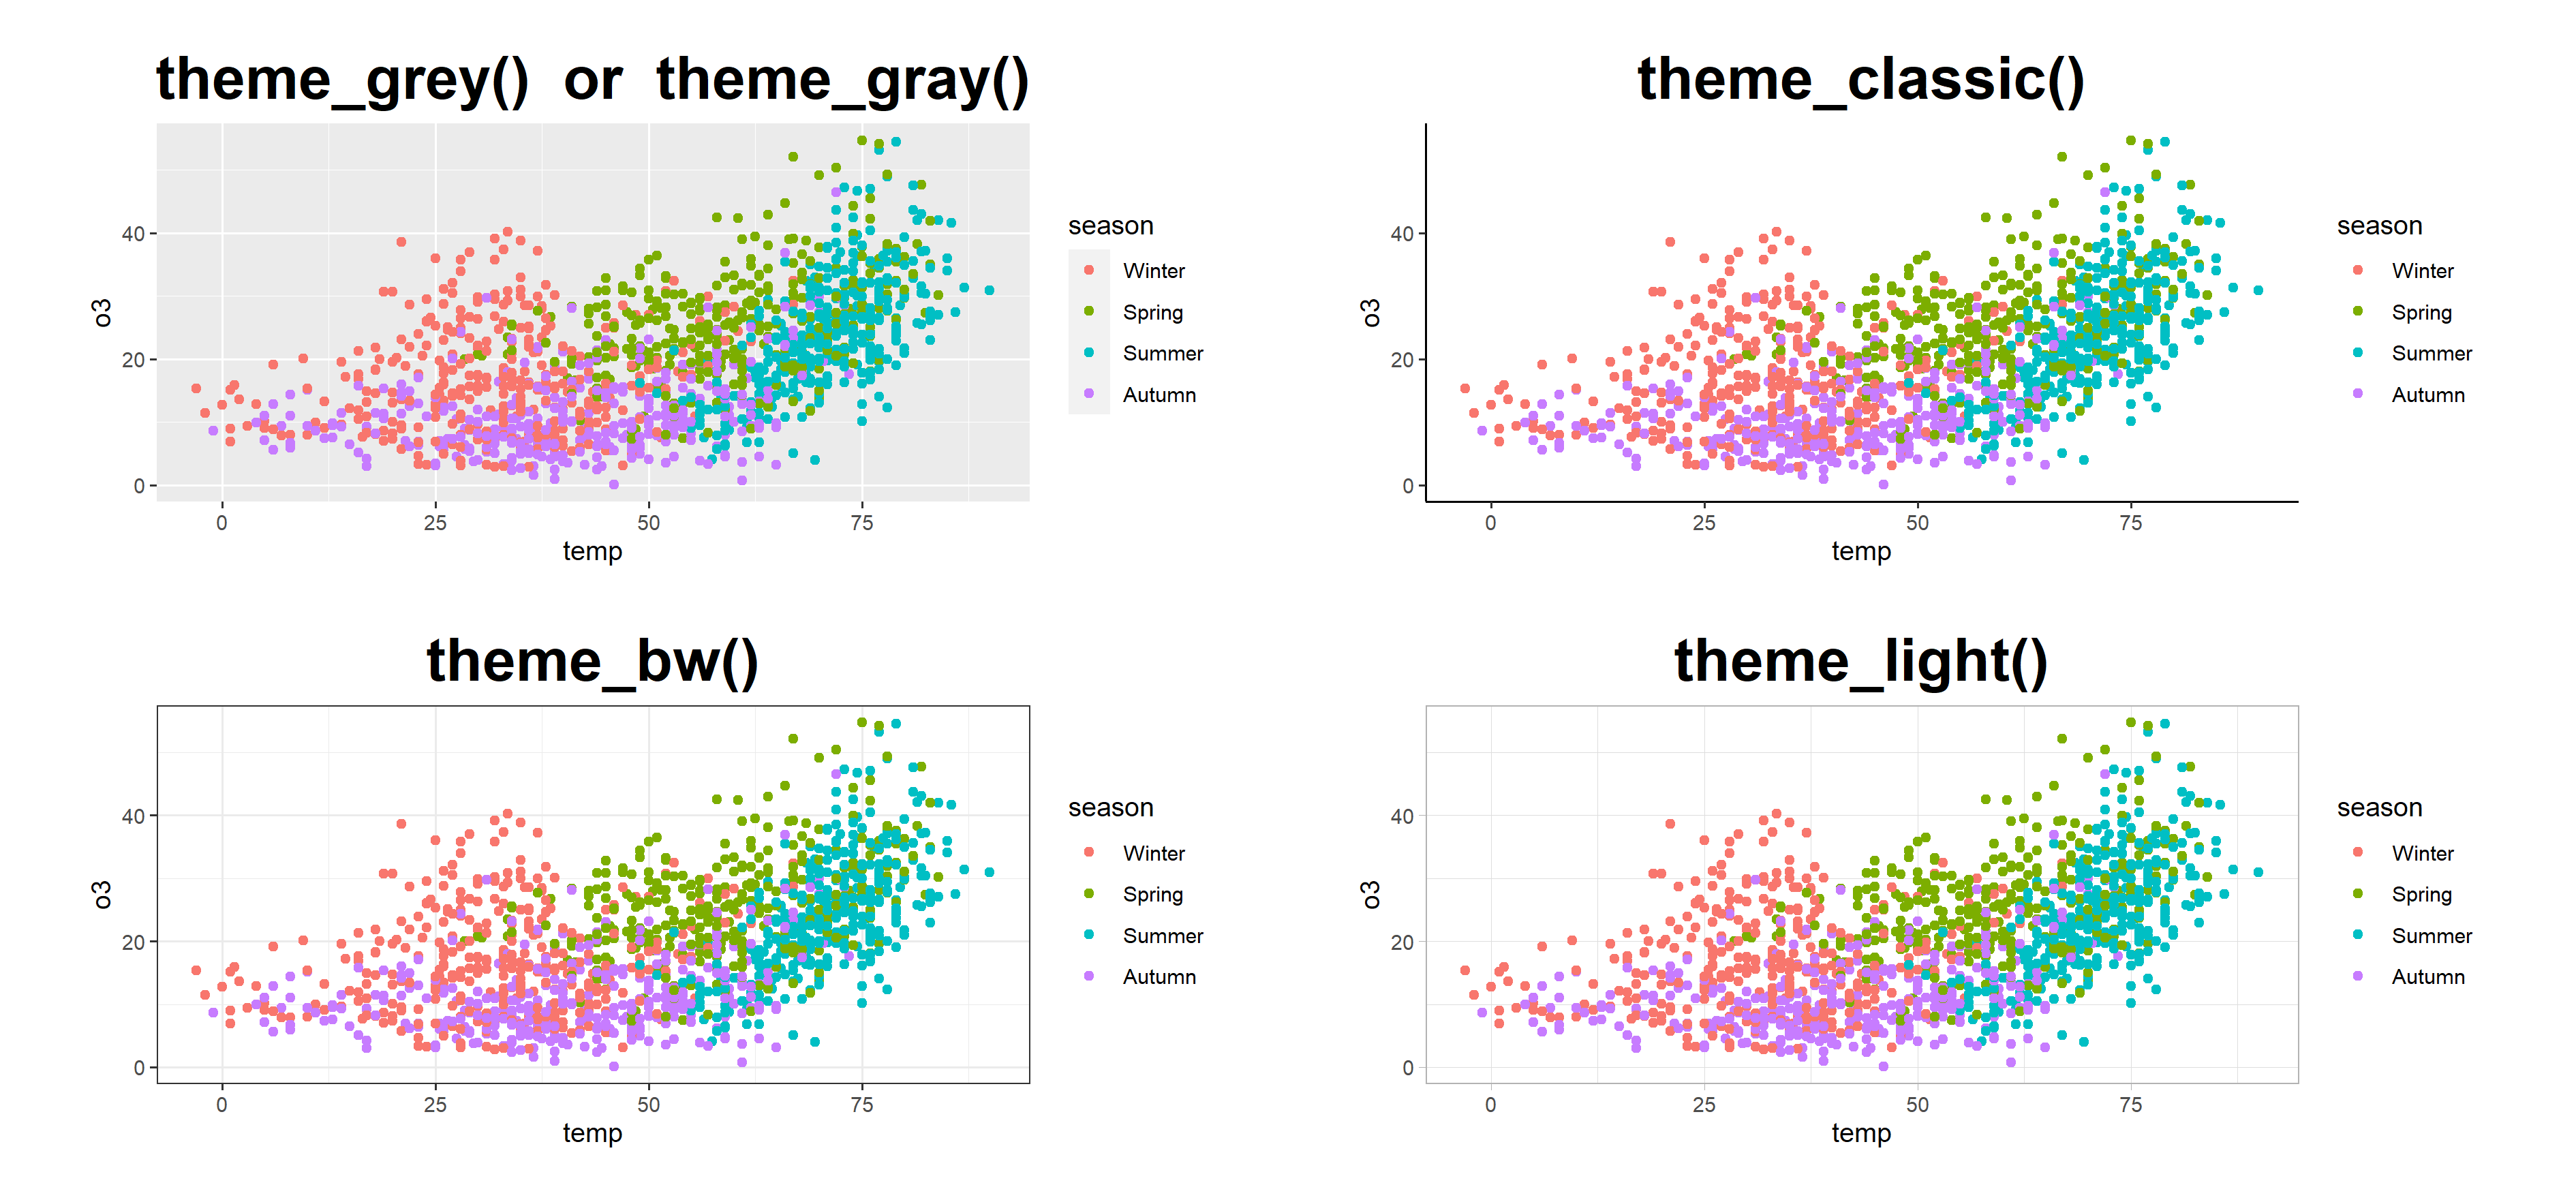 theme_grey()  or  theme_gray()
40
20
0
o3
0 25 50 75
temp
season
Winter
Spring
Summer
Autumn
theme_classic()
40
20
0
o3
0 25 50 75
temp
season
Winter
Spring
Summer
Autumn
theme_bw()
40
20
0
o3
0 25 50 75
temp
season
Winter
Spring
Summer
Autumn
theme_light()
40
20
0
o3
0 25 50 75
temp
season
Winter
Spring
Summer
Autumn